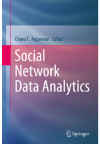 Charu C. Aggarwal Editor
Social
Network
Data Analytics
Springer